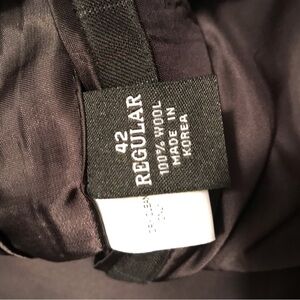 42
REGULAR
100% WOOL
MADE IN
KOREA